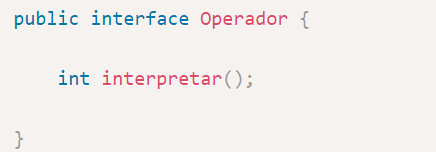 public interface Operador {
int interpretar();
}